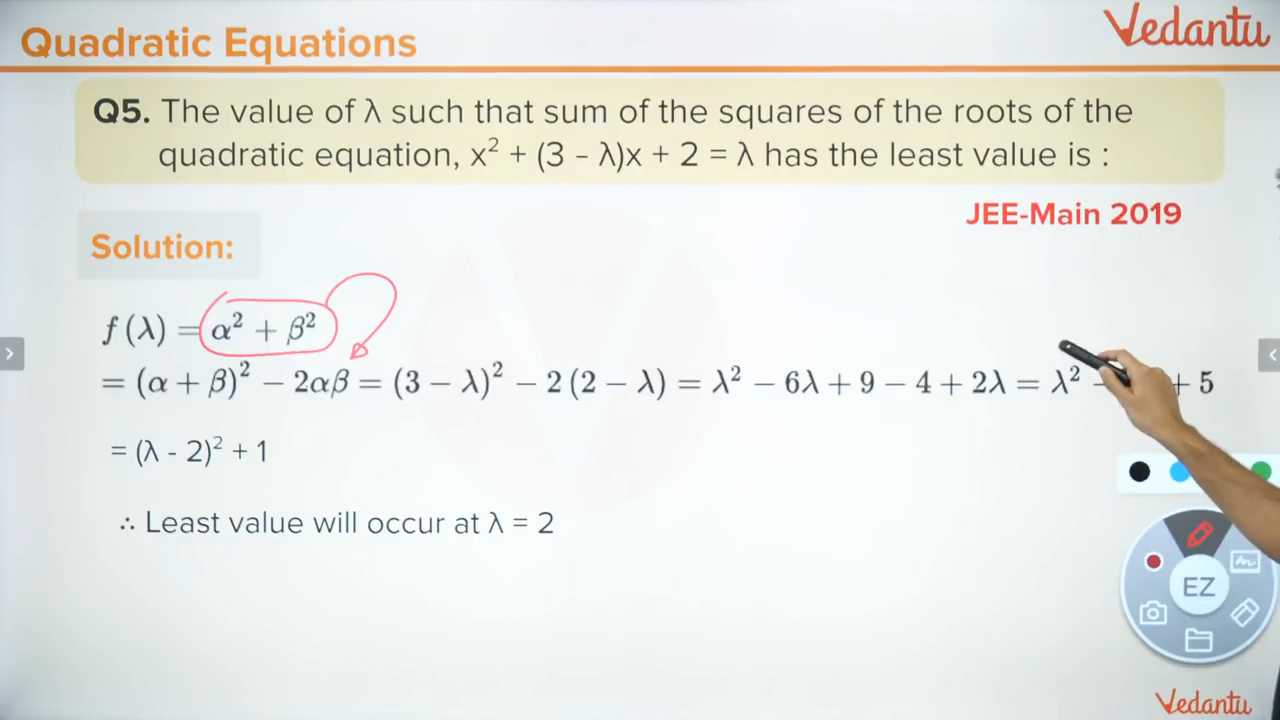 Quadratic Equations
Vedantu
Q5. The value of λ such that sum of the squares of the roots of the
quadratic equation, x² + (3 - λ)x + 2 = λ has the least value is :
JEE-Main 2019
Solution:
f (λ) = α² + β²
= (α + β)² − 2αβ = (3 − λ)² − 2 (2 − λ) = λ² − 6λ + 9 − 4 + 2λ = λ² − + 5
= (λ - 2)² + 1
∴ Least value will occur at λ = 2
EZ
Vedantu